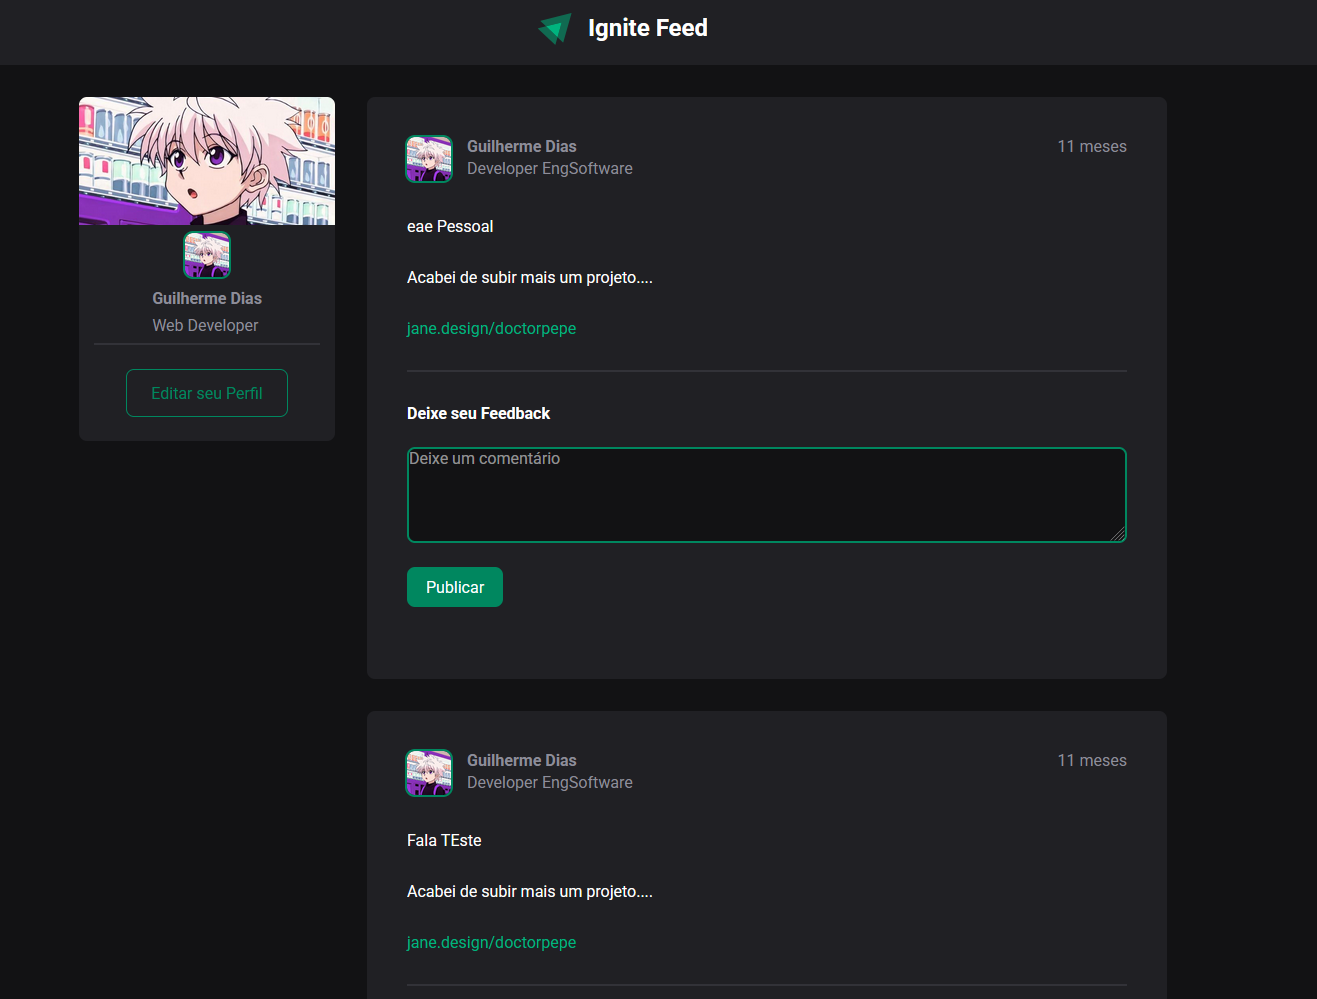 Ignite Feed
Guilherme Dias
Web Developer
Editar seu Perfil
Guilherme Dias
Developer EngSoftware
11 meses
eae Pessoal
Acabei de subir mais um projeto....
jane.design/doctorpepe
Deixe seu Feedback
Deixe um comentário
Publicar
Guilherme Dias
Developer EngSoftware
11 meses
Fala TEste
Acabei de subir mais um projeto....
jane.design/doctorpepe